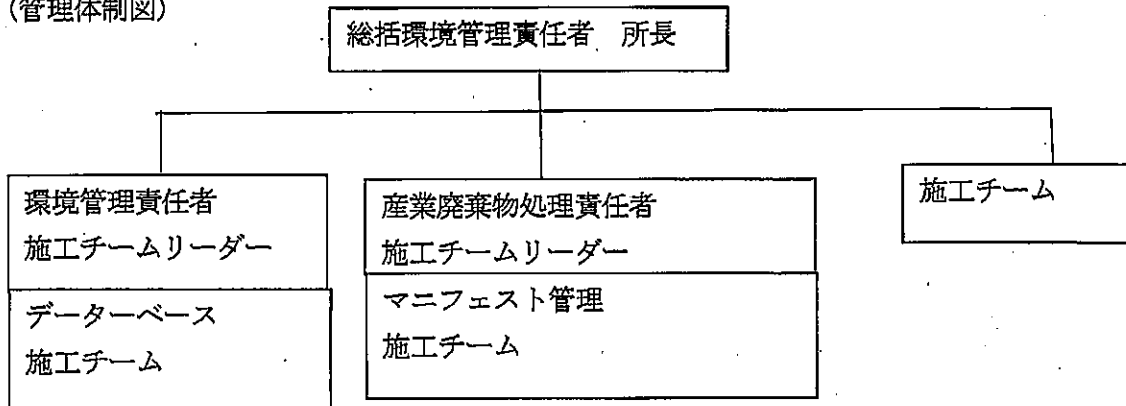 (管理体制図)
総括環境管理責任者　所長
環境管理責任者
施工チームリーダー
データーベース
施工チーム
産業廃棄物処理責任者
施工チームリーダー
マニフェスト管理
施工チーム
施工チーム